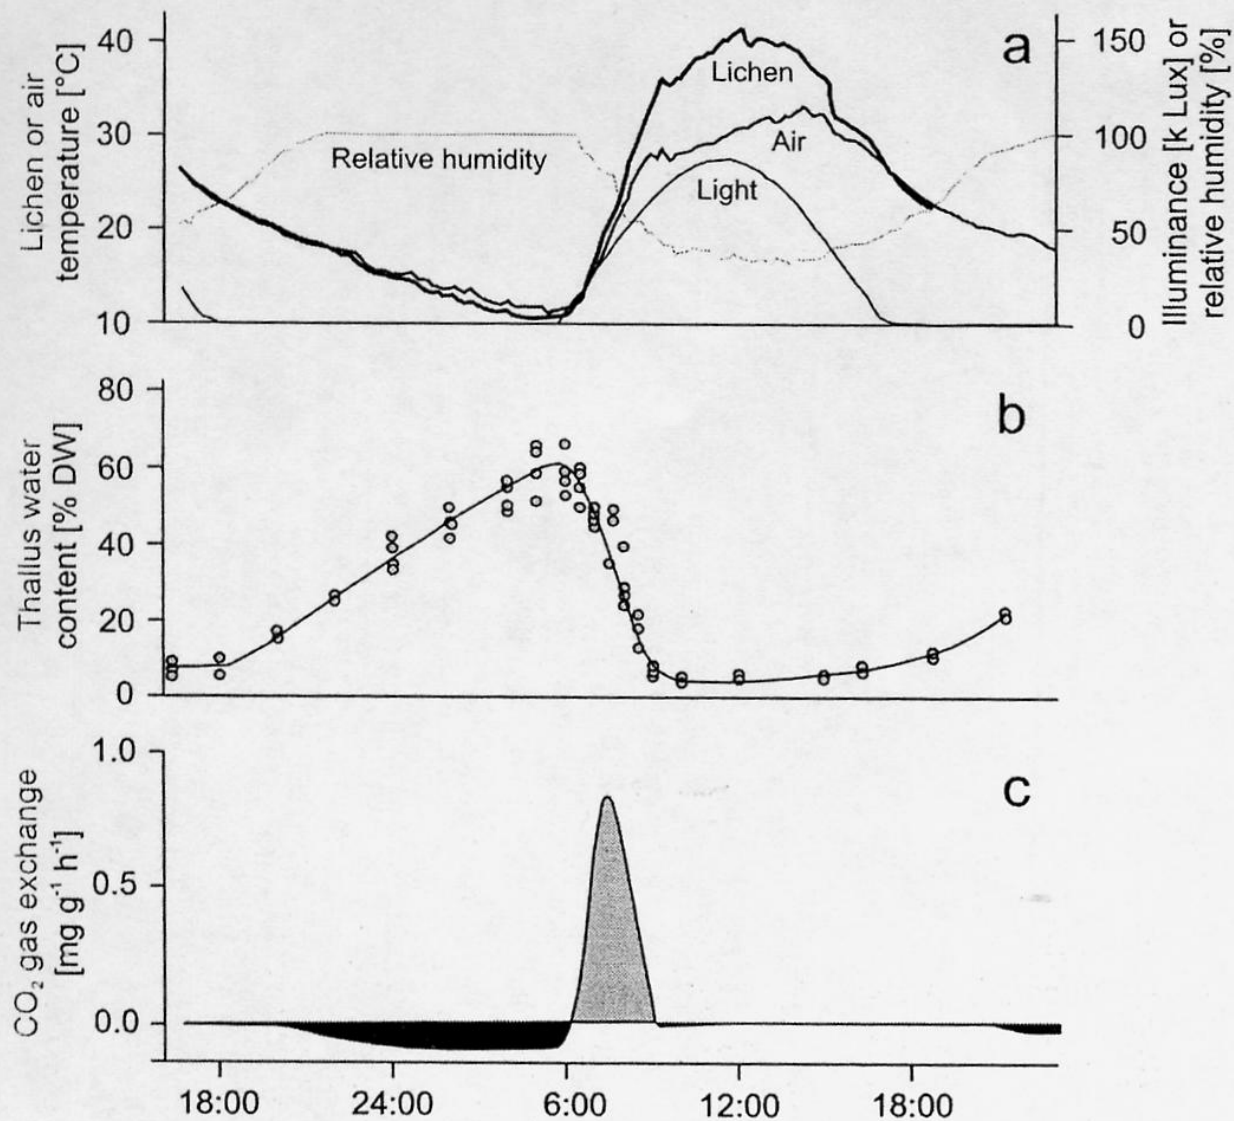 a
Lichen or air
temperature [°C]
40
30
20
10
Lichen
Air
Light
Relative humidity
150
100
50
0
Illuminance [k Lux] or
relative humidity [%]
b
Thallus water
content [% DW]
80
60
40
20
0
c
CO₂ gas exchange
[mg g⁻¹ h⁻¹]
1.0
0.5
0.0
18:00 24:00 6:00 12:00 18:00